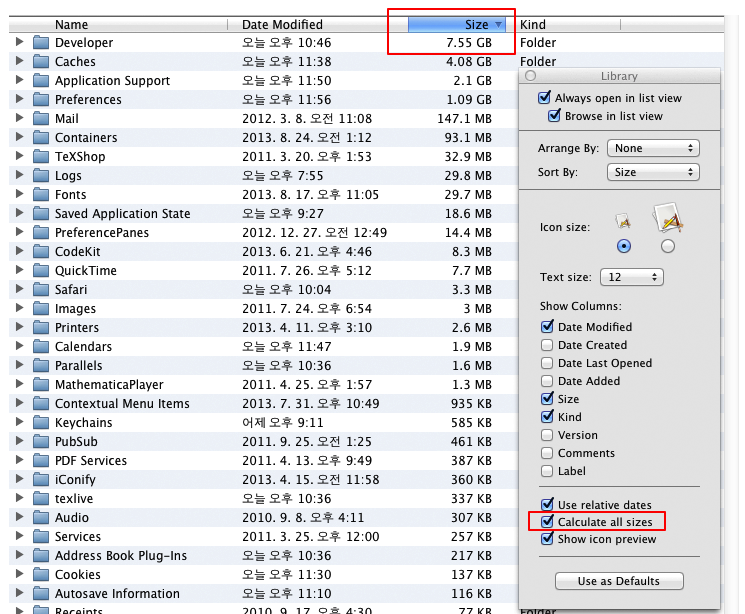 Name Date Modified Size Kind
Developer 오늘 오후 10:46 7.55 GB Folder
Caches 오늘 오후 11:38 4.08 GB Folder
Application Support 오늘 오후 11:50 2.1 GB
Preferences 오늘 오후 11:56 1.09 GB
Mail 2012. 3. 8. 오전 11:08 147.1 MB
Containers 2013. 8. 24. 오전 1:12 93.1 MB
TeXShop 2011. 3. 20. 오후 1:53 32.9 MB
Logs 오늘 오후 7:55 29.8 MB
Fonts 2013. 8. 17. 오후 11:05 29.7 MB
Saved Application State 오늘 오후 9:27 18.6 MB
PreferencePanes 2012. 12. 27. 오전 12:49 14.4 MB
CodeKit 2013. 6. 21. 오후 4:46 8.3 MB
QuickTime 2011. 7. 26. 오후 5:12 7.7 MB
Safari 오늘 오후 10:04 3.3 MB
Images 2011. 7. 24. 오후 6:54 3 MB
Printers 2013. 4. 11. 오후 3:10 2.6 MB
Calendars 오늘 오후 11:47 1.9 MB
Parallels 오늘 오후 10:36 1.6 MB
MathematicaPlayer 2011. 4. 25. 오후 1:57 1.3 MB
Contextual Menu Items 2013. 7. 31. 오후 10:49 935 KB
Keychains 어제 오후 9:11 585 KB
PubSub 2011. 9. 25. 오전 1:25 461 KB
PDF Services 2011. 4. 13. 오후 9:49 387 KB
iConify 2013. 4. 15. 오전 11:58 360 KB
texlive 오늘 오후 10:36 337 KB
Audio 2010. 9. 8. 오후 4:11 307 KB
Services 2011. 3. 25. 오후 12:00 257 KB
Address Book Plug-Ins 오늘 오후 10:36 217 KB
Cookies 오늘 오후 11:30 137 KB
Autosave Information 오늘 오후 11:10 116 KB
Receipts 2010. 9. 17. 오후 4:30 77 KB Folder
Library
Always open in list view
Browse in list view
Arrange By: None
Sort By: Size
Icon size:
Text size: 12
Show Columns:
Date Modified
Date Created
Date Last Opened
Date Added
Size
Kind
Version
Comments
Label
Use relative dates
Calculate all sizes
Show icon preview
Use as Defaults